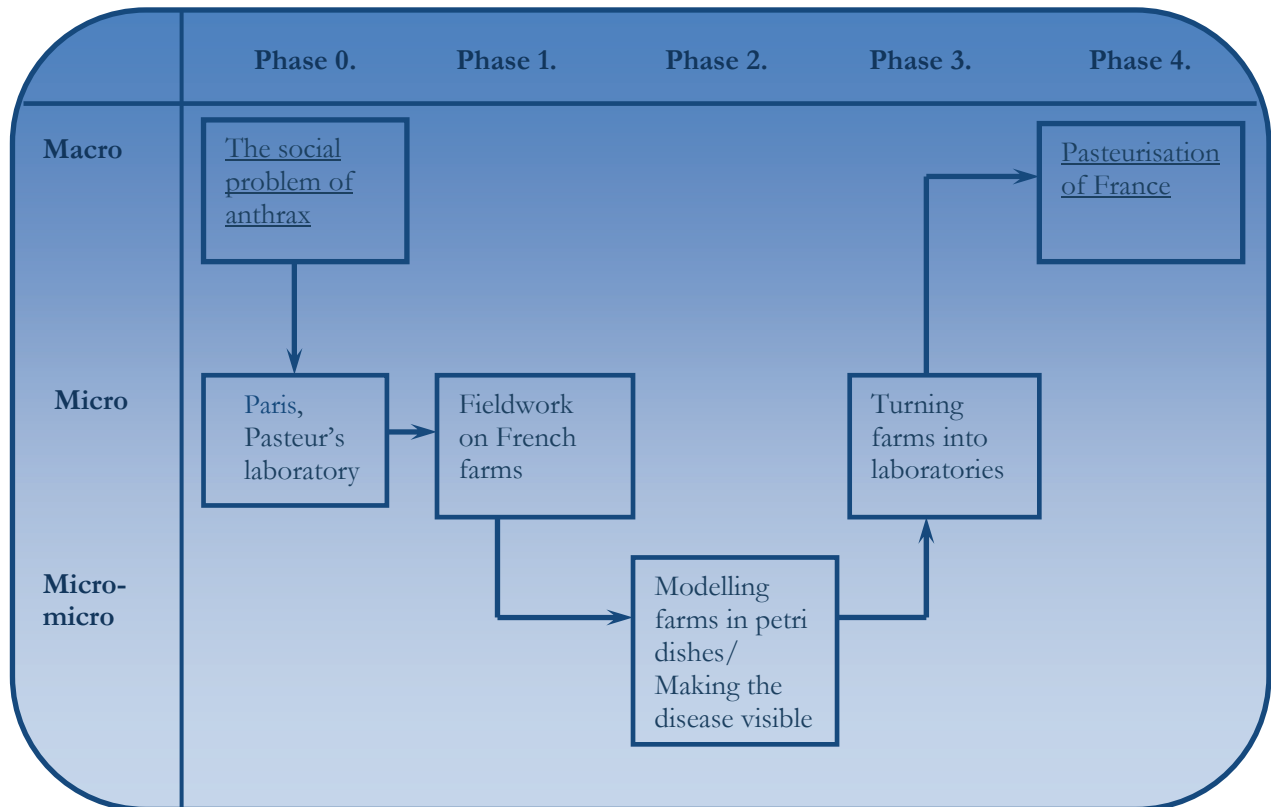 Phase 0. Phase 1. Phase 2. Phase 3. Phase 4.
Macro
The social
problem of
anthrax
Pasteurisation
of France
Micro
Paris,
Pasteur’s
laboratory
Fieldwork
on French
farms
Turning
farms into
laboratories
Micro-
micro
Modelling
farms in petri
dishes/
Making the
disease visible